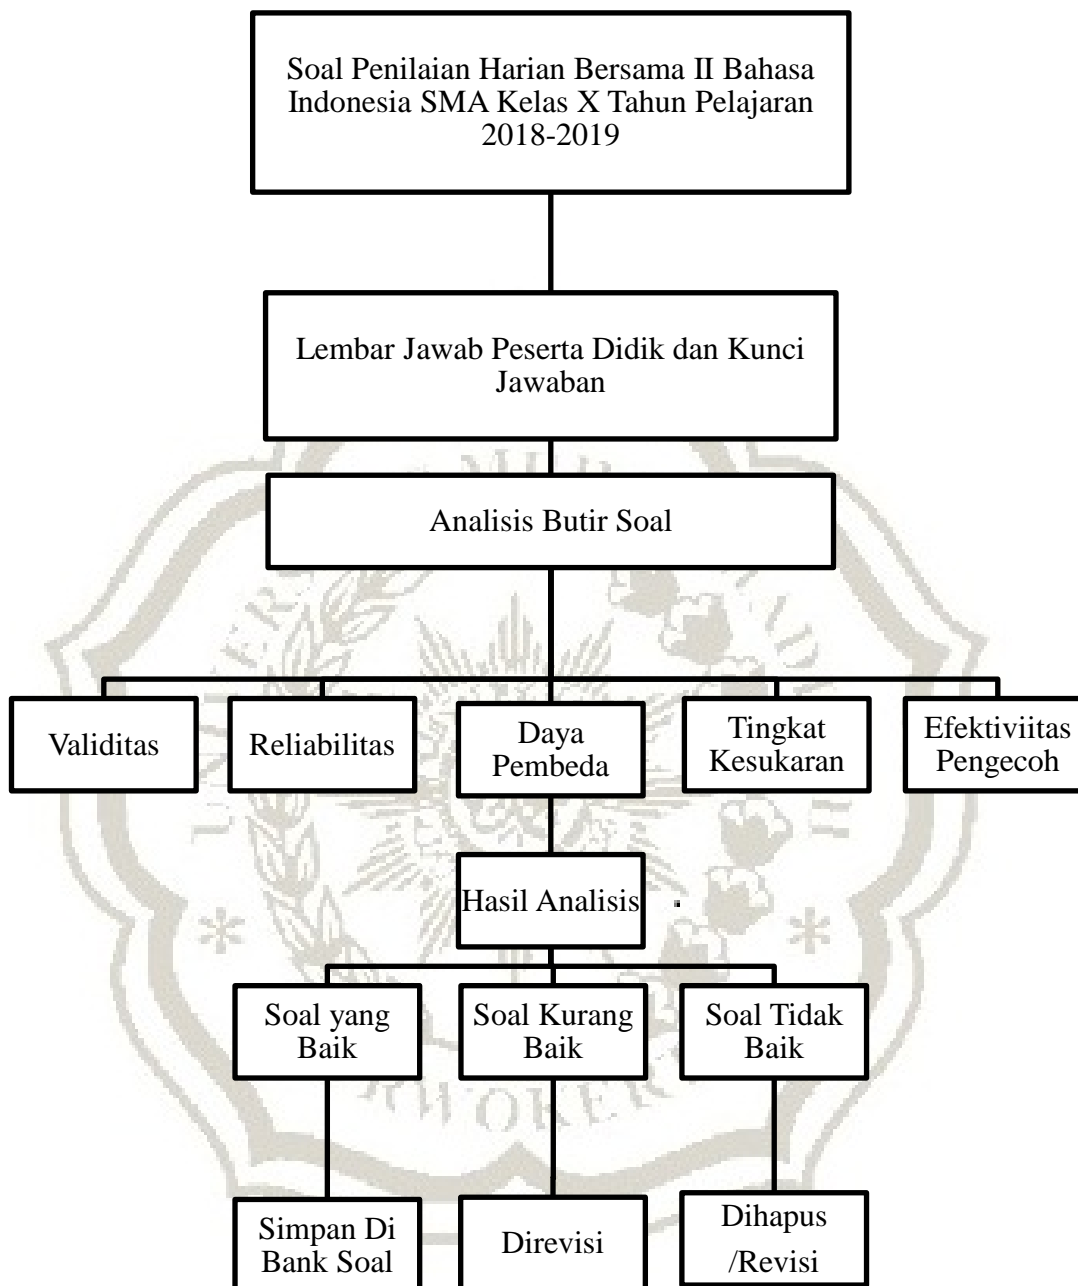 Soal Penilaian Harian Bersama II Bahasa
Indonesia SMA Kelas X Tahun Pelajaran
2018-2019
Lembar Jawab Peserta Didik dan Kunci
Jawaban
Analisis Butir Soal
Validitas
Reliabilitas
Daya
Pembeda
Tingkat
Kesukaran
Efektiviitas
Pengecoh
Hasil Analisis
Soal yang
Baik
Soal Kurang
Baik
Soal Tidak
Baik
Simpan Di
Bank Soal
Direvisi
Dihapus
/Revisi